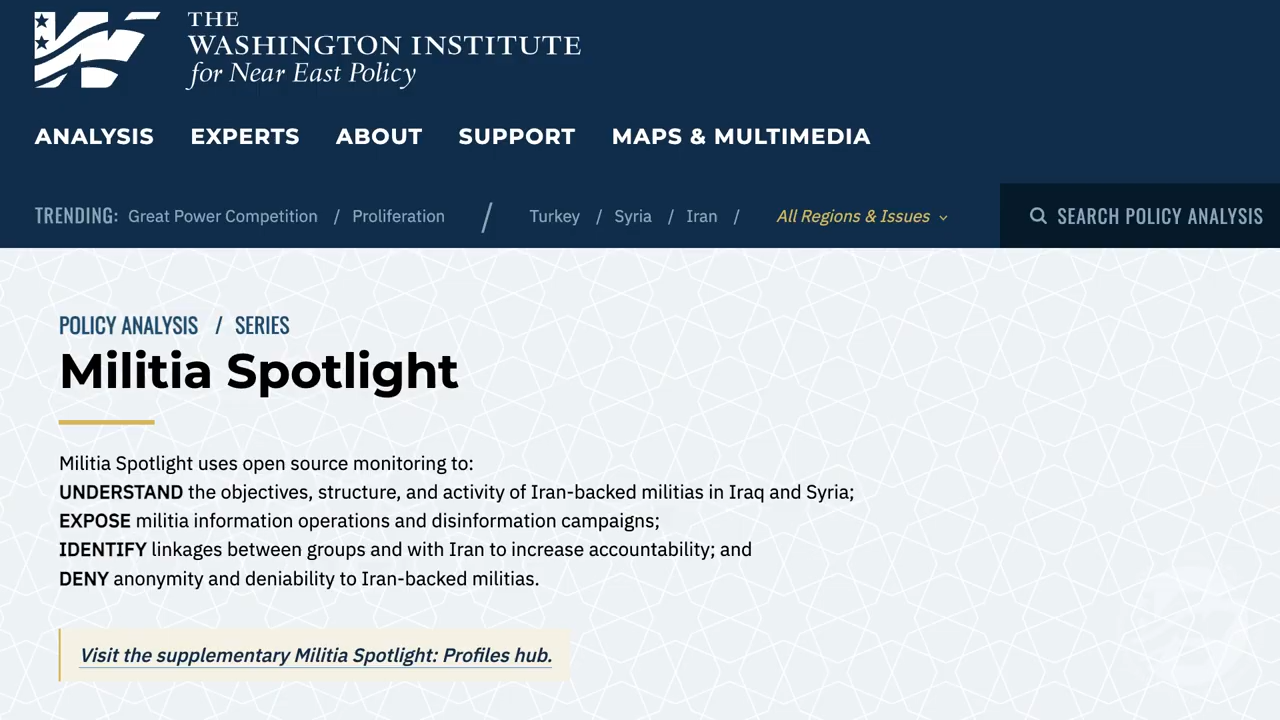 THE
WASHINGTON INSTITUTE
for Near East Policy
ANALYSIS EXPERTS ABOUT SUPPORT MAPS & MULTIMEDIA
TRENDING: Great Power Competition / Proliferation / Turkey / Syria / Iran / All Regions & Issues SEARCH POLICY ANALYSIS
POLICY ANALYSIS / SERIES
Militia Spotlight
Militia Spotlight uses open source monitoring to:
UNDERSTAND the objectives, structure, and activity of Iran-backed militias in Iraq and Syria;
EXPOSE militia information operations and disinformation campaigns;
IDENTIFY linkages between groups and with Iran to increase accountability; and
DENY anonymity and deniability to Iran-backed militias.
Visit the supplementary Militia Spotlight: Profiles hub.